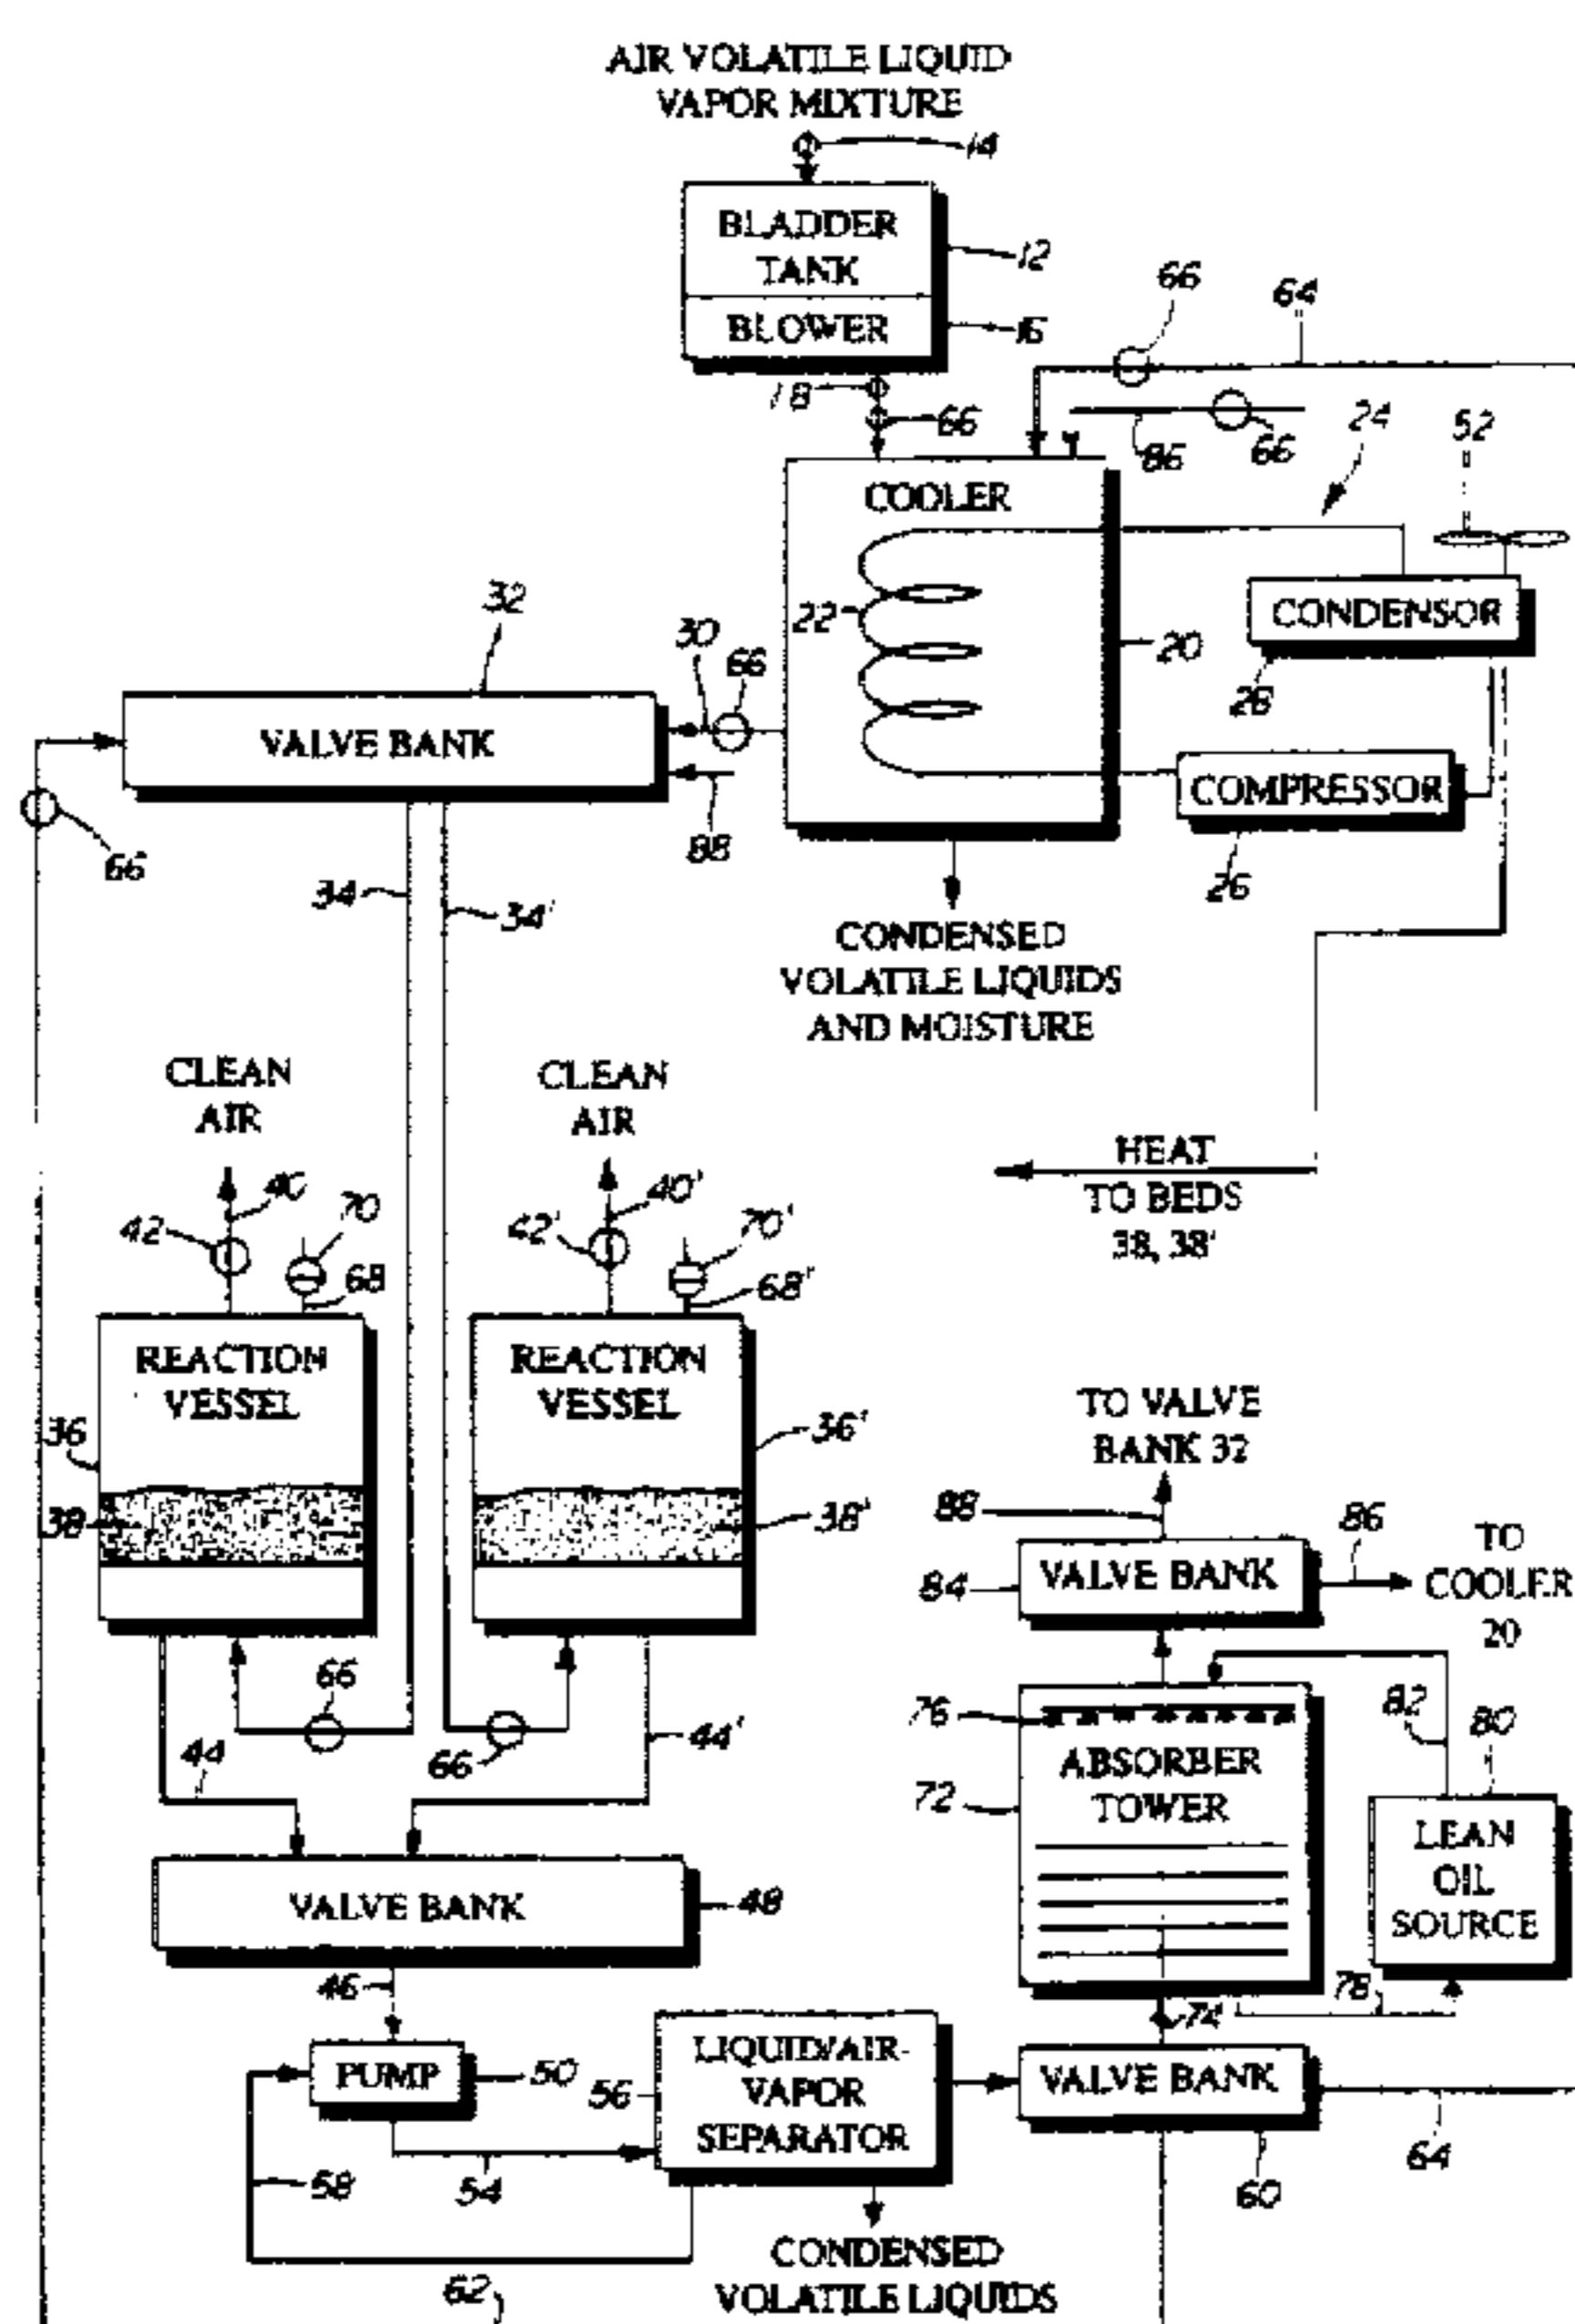 AIR VOLATILE LIQUID
VAPOR MIXTURE
14
BLADDER
TANK
12
BLOWER
16
18
66
66
64
86
66
24
52
COOLER
22
20
CONDENSOR
28
COMPRESSOR
26
32
30
66
VALVE BANK
88
66
34
34'
CONDENSED
VOLATILE LIQUIDS
AND MOISTURE
CLEAN
AIR
CLEAN
AIR
HEAT
TO BEDS
38, 38'
40
70
42
68
40'
70'
42'
68'
REACTION
VESSEL
36
38
REACTION
VESSEL
36'
38'
66
44
66
44'
TO VALVE
BANK 32
88
VALVE BANK
84
86
TO
COOLER
20
76
ABSORBER
TOWER
72
82
80
LEAN
OIL
SOURCE
78
74
VALVE BANK
48
46
PUMP
50
LIQUID/AIR-
VAPOR
SEPARATOR
56
VALVE BANK
60
64
54
58
CONDENSED
VOLATILE LIQUIDS
62